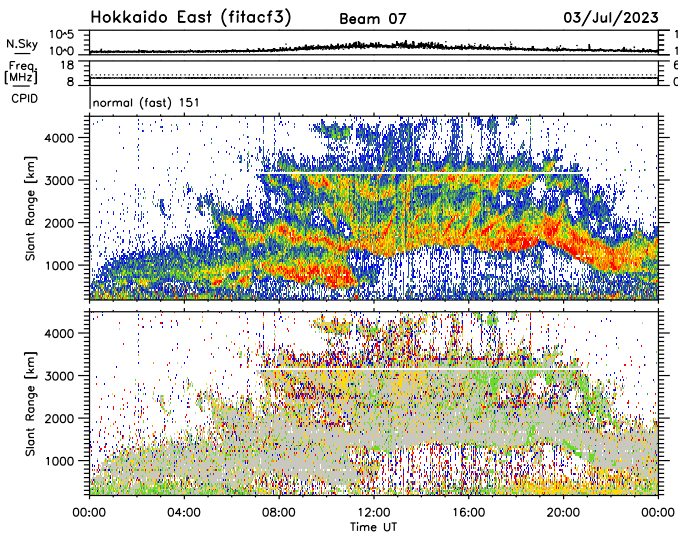 Hokkaido East (fitacf3) Beam 07 03/Jul/2023
N.Sky
10+5
10+0
Freq.
[MHz]
18
8
6
0
CPID
normal (fast) 151
Slant Range [km]
4000
3000
2000
1000
Slant Range [km]
4000
3000
2000
1000
00:00 04:00 08:00 12:00 16:00 20:00 00:00
Time UT